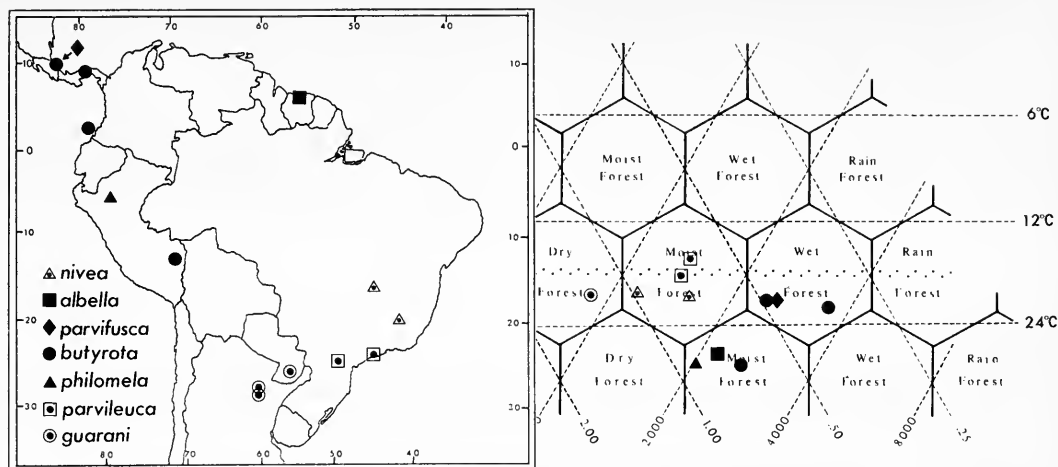 80 70 60 50 40
10
0
10
20
30
nivea
albella
parvifusca
butyrota
philomela
parvileuca
guarani
80 70 60 50 40
10
0
10
20
30
6°C
12°C
24°C
Moist Forest
Wet Forest
Rain Forest
Dry Forest
Moist Forest
Wet Forest
Rain Forest
Dry Forest
Moist Forest
Wet Forest
Rain Forest
2.00
2000
1.00
4000
.50
8000
.25